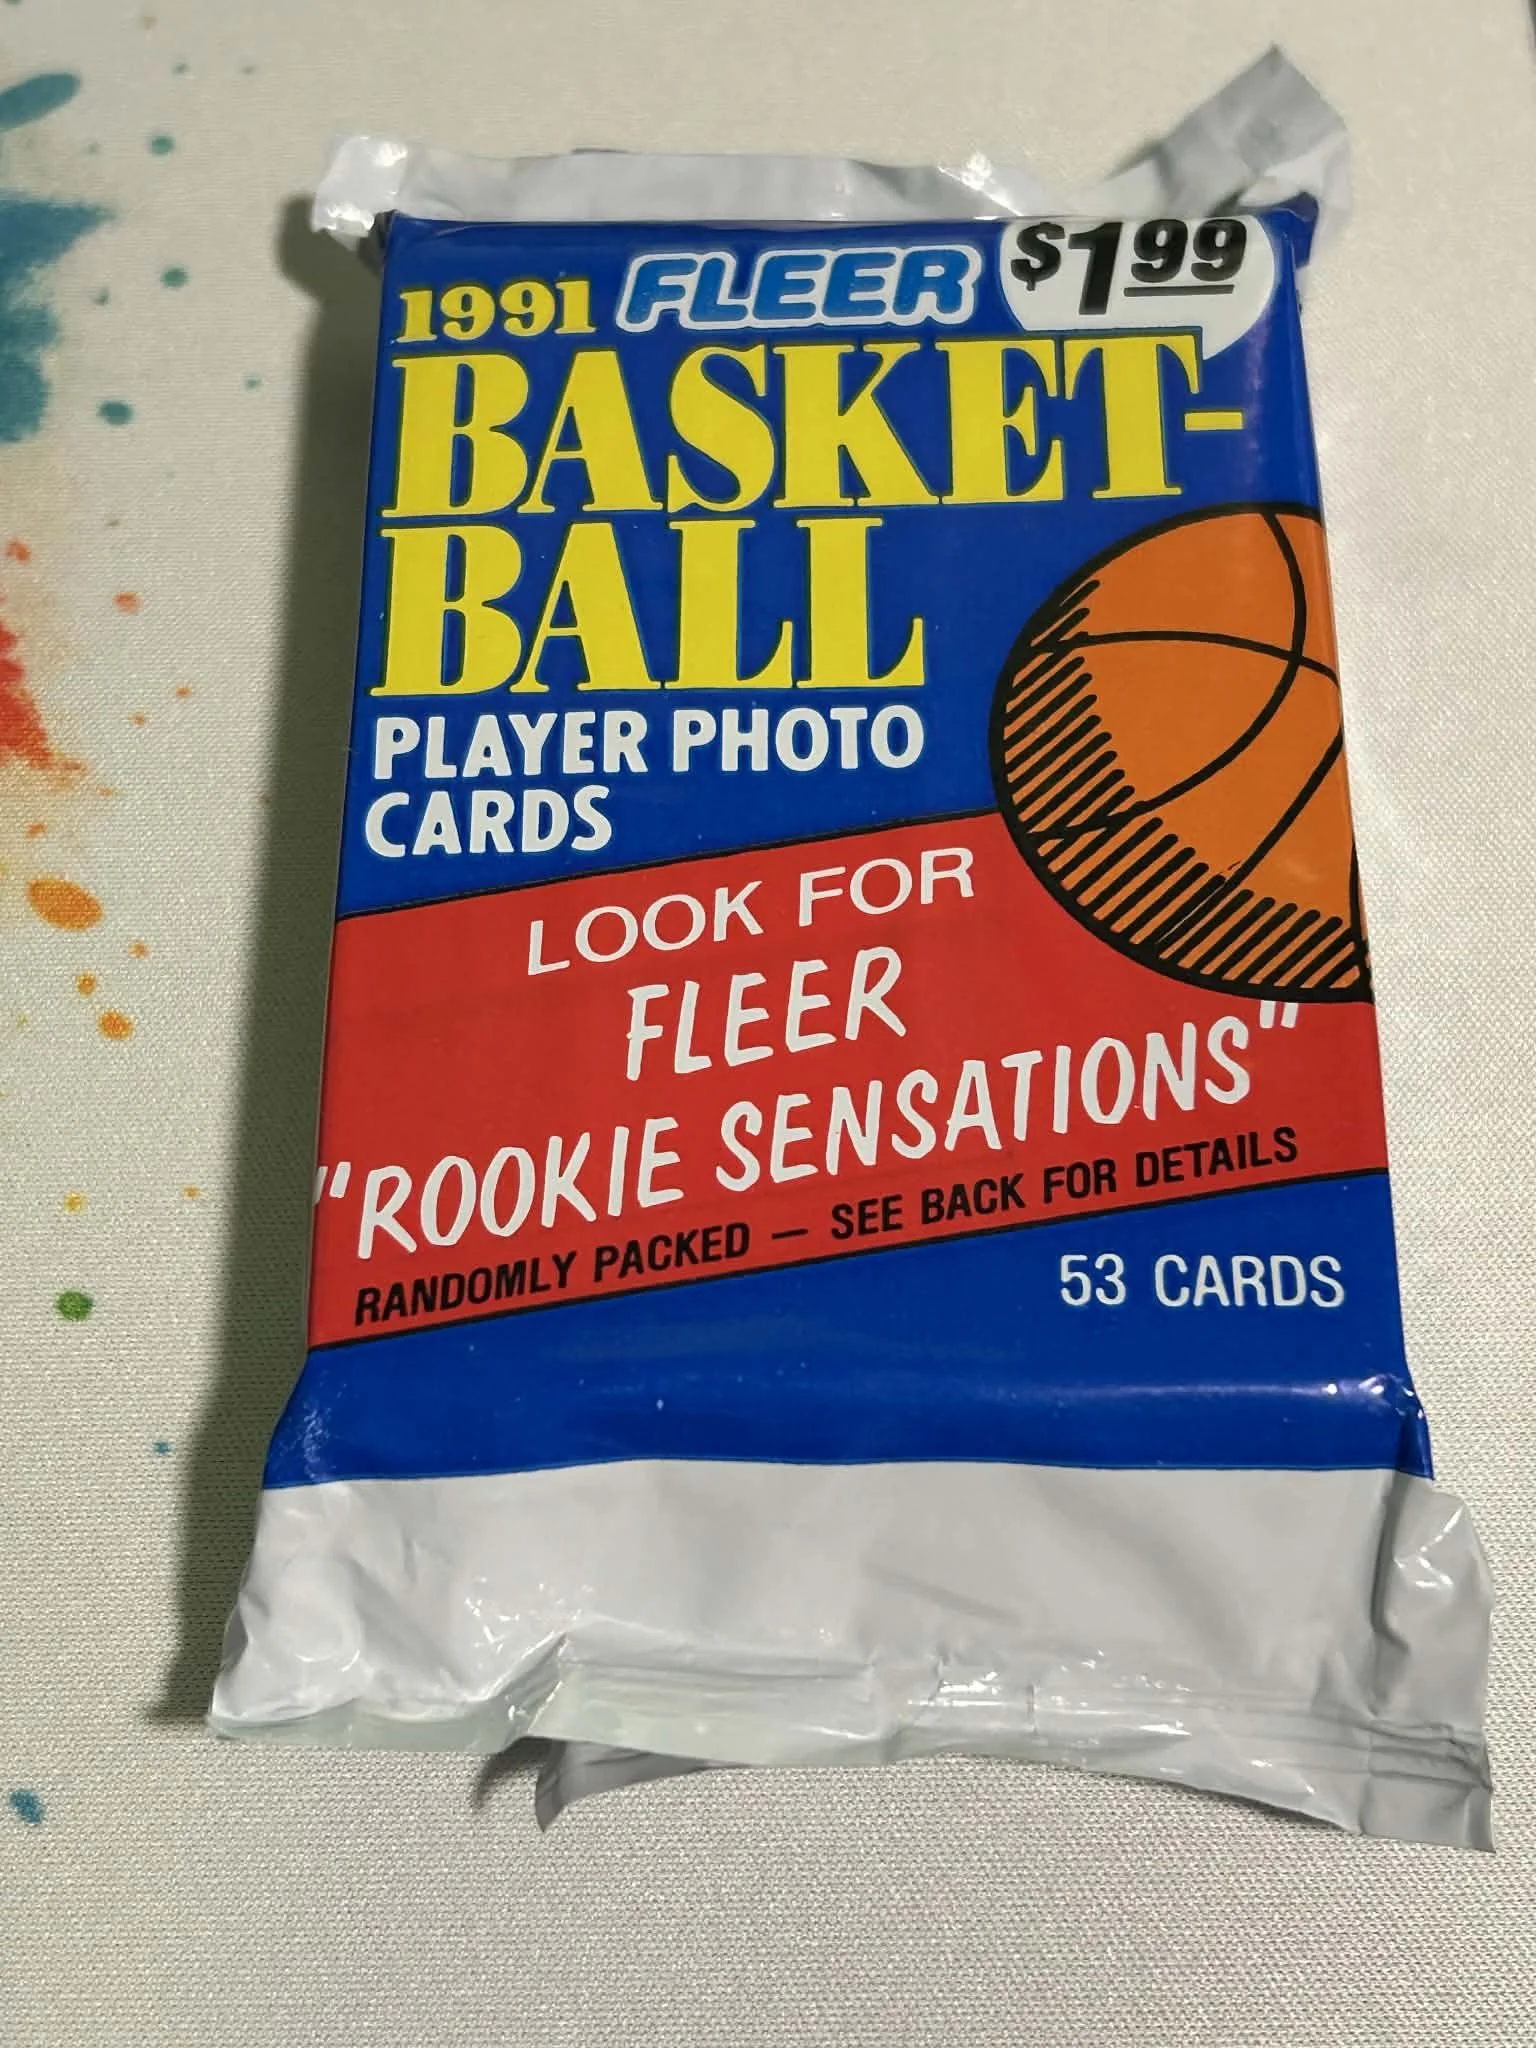 1991 FLEER $1.99
BASKET-
BALL
PLAYER PHOTO
CARDS
LOOK FOR
FLEER
"ROOKIE SENSATIONS"
RANDOMLY PACKED — SEE BACK FOR DETAILS
53 CARDS